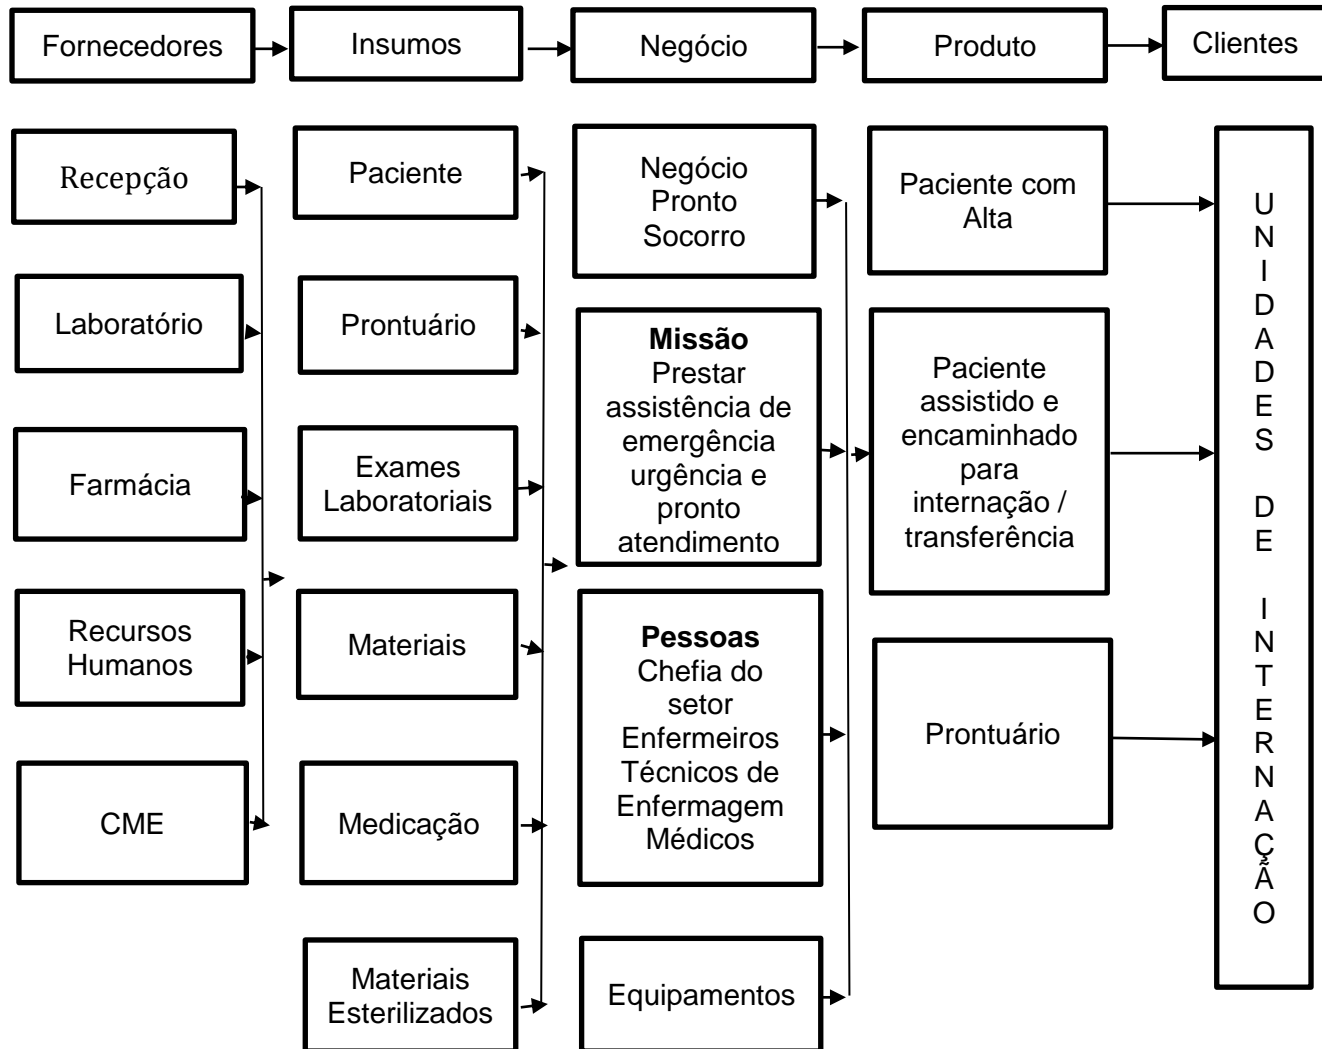 Fornecedores
Insumos
Negócio
Produto
Clientes
Recepção
Laboratório
Farmácia
Recursos
Humanos
CME
Paciente
Prontuário
Exames
Laboratoriais
Materiais
Medicação
Materiais
Esterilizados
Negócio
Pronto
Socorro
Missão
Prestar
assistência de
emergência
urgência e
pronto
atendimento
Pessoas
Chefia do
setor
Enfermeiros
Técnicos de
Enfermagem
Médicos
Equipamentos
Paciente com
Alta
Paciente
assistido e
encaminhado
para
internação /
transferência
Prontuário
U
N
I
D
A
D
E
S
D
E
I
N
T
E
R
N
A
Ç
Ã
O